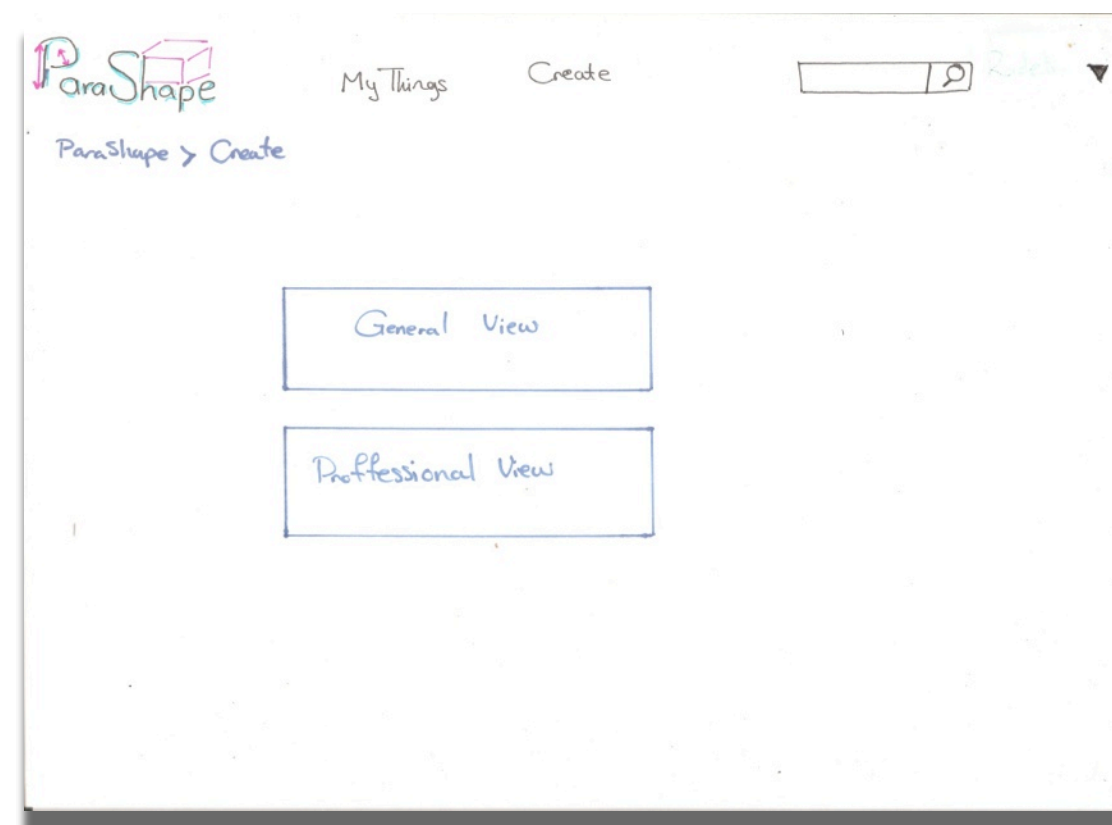 ParaShape
My Things Create
ParaShape > Create
General View
Proffessional View